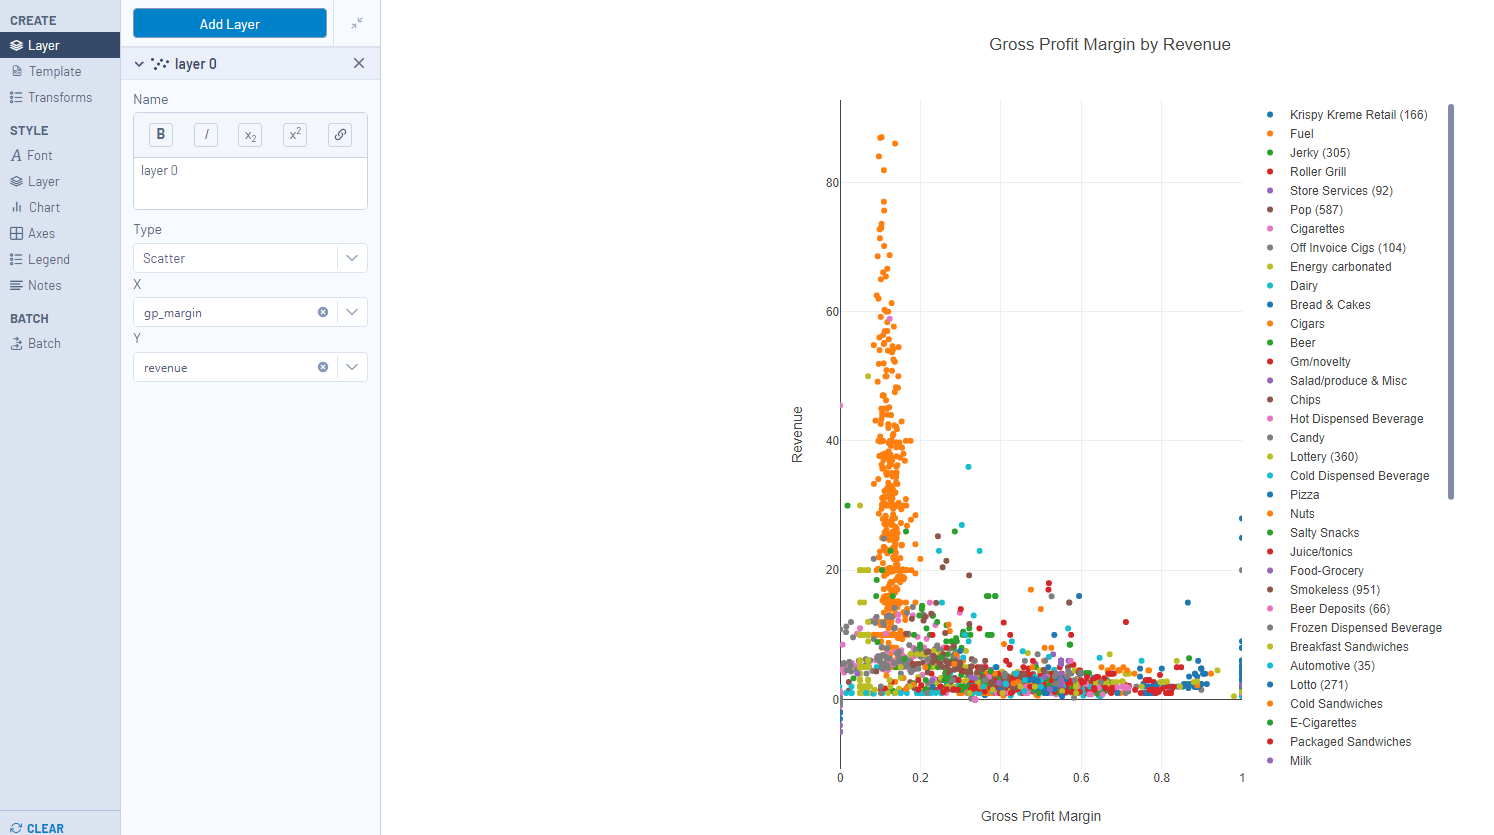 CREATE
Layer
Template
Transforms
STYLE
Font
Layer
Chart
Axes
Legend
Notes
BATCH
Batch
CLEAR
Add Layer
layer 0
Name
B
I
x2
x2
layer 0
Type
Scatter
X
gp_margin
Y
revenue
Gross Profit Margin by Revenue
Revenue
80
60
40
20
0
0 0.2 0.4 0.6 0.8 1
Gross Profit Margin
Krispy Kreme Retail (166)
Fuel
Jerky (305)
Roller Grill
Store Services (92)
Pop (587)
Cigarettes
Off Invoice Cigs (104)
Energy carbonated
Dairy
Bread & Cakes
Cigars
Beer
Gm/novelty
Salad/produce & Misc
Chips
Hot Dispensed Beverage
Candy
Lottery (360)
Cold Dispensed Beverage
Pizza
Nuts
Salty Snacks
Juice/tonics
Food-Grocery
Smokeless (951)
Beer Deposits (66)
Frozen Dispensed Beverage
Breakfast Sandwiches
Automotive (35)
Lotto (271)
Cold Sandwiches
E-Cigarettes
Packaged Sandwiches
Milk